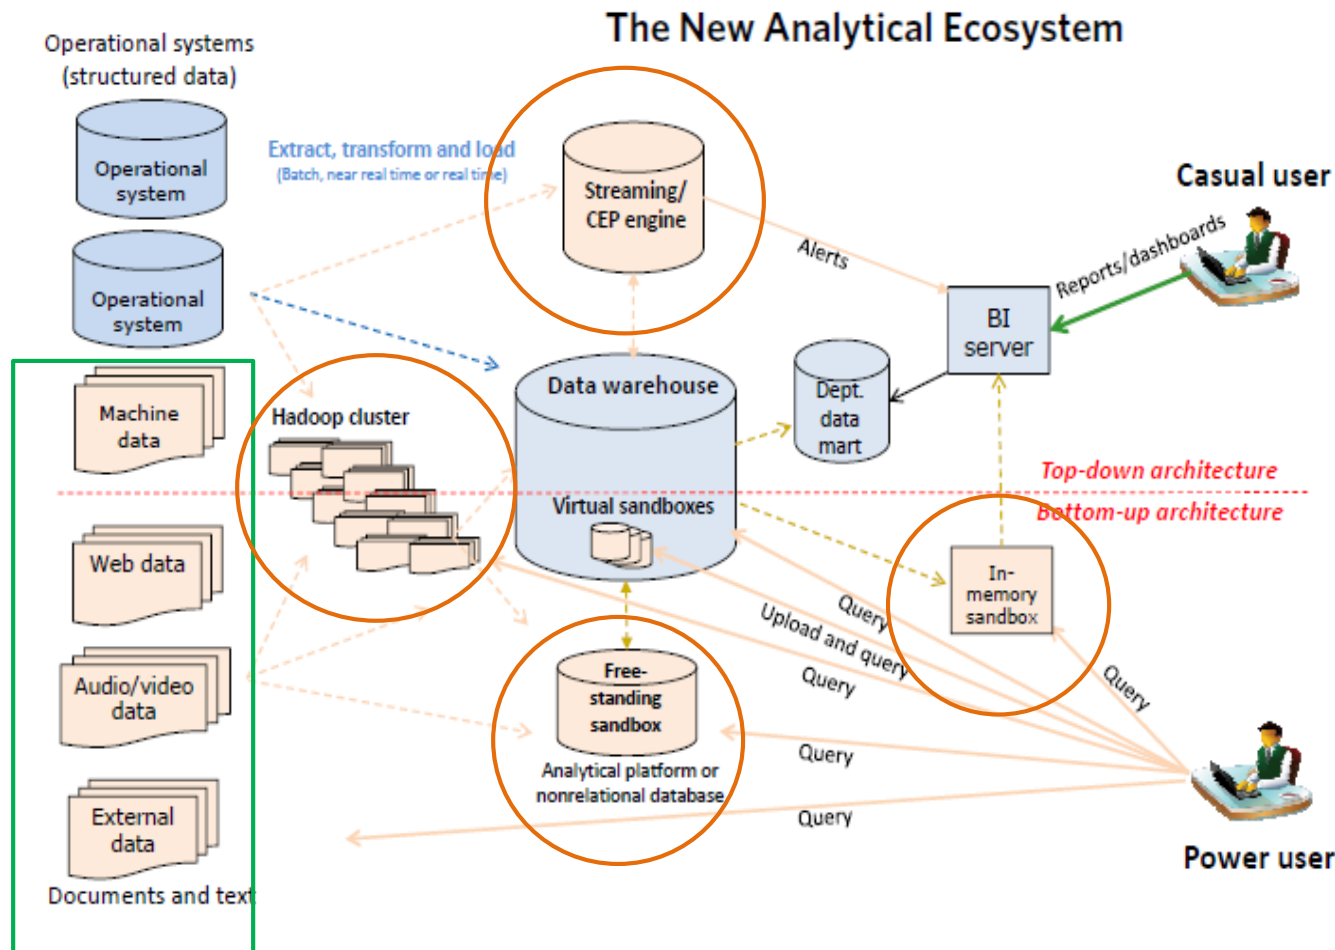 The New Analytical Ecosystem
Operational systems
(structured data)
Operational
system
Operational
system
Extract, transform and load
(Batch, near real time or real time)
Streaming/
CEP engine
Alerts
Casual user
Reports/dashboards
BI
server
Machine
data
Hadoop cluster
Data warehouse
Dept.
data
mart
Top-down architecture
Bottom-up architecture
Virtual sandboxes
Web data
In-
memory
sandbox
Query
Upload and query
Query
Query
Audio/video
data
Free-
standing
sandbox
Query
Analytical platform or
nonrelational database
External
data
Query
Documents and text
Power user